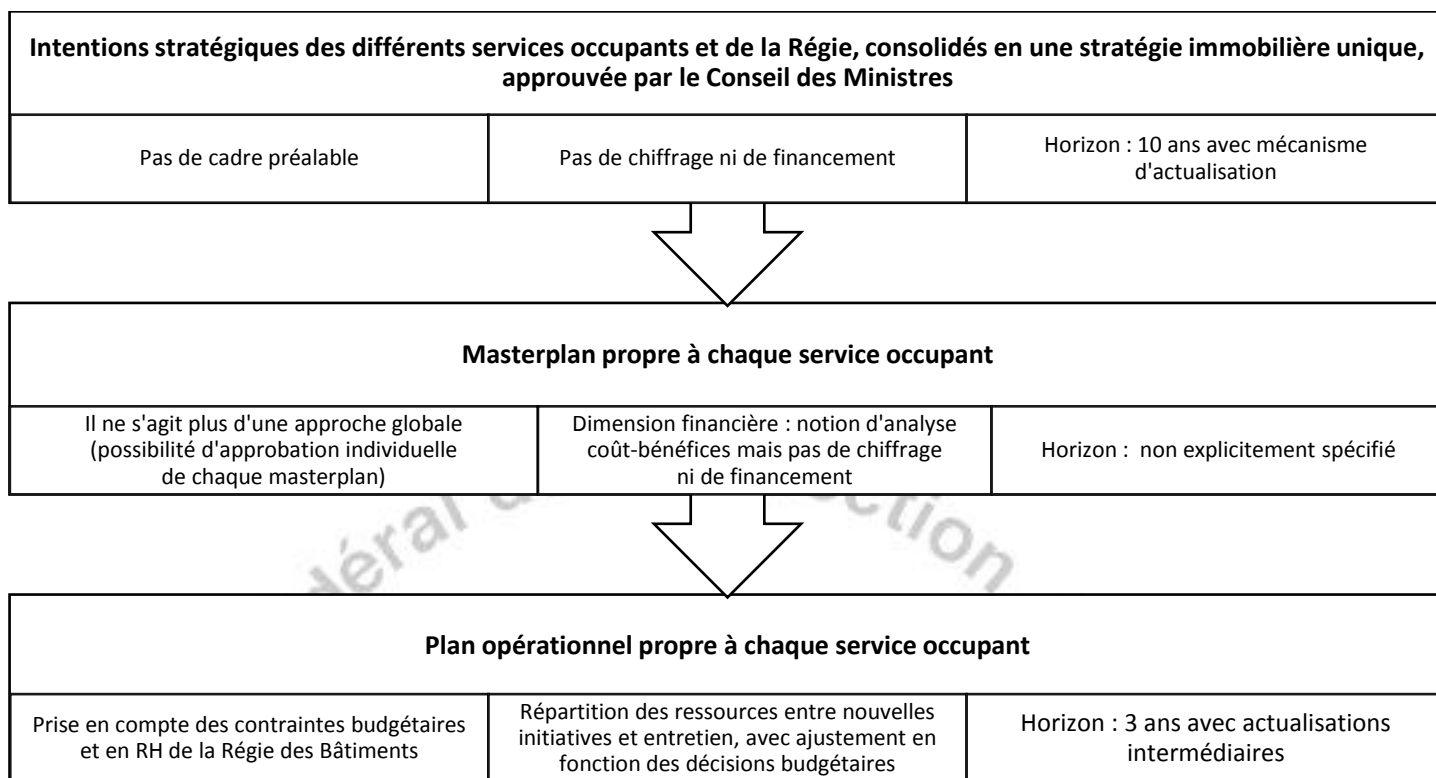 Intentions stratégiques des différents services occupants et de la Régie, consolidés en une stratégie immobilière unique,
approuvée par le Conseil des Ministres
Pas de cadre préalable
Pas de chiffrage ni de financement
Horizon : 10 ans avec mécanisme
d'actualisation
Masterplan propre à chaque service occupant
Il ne s'agit plus d'une approche globale
(possibilité d'approbation individuelle
de chaque masterplan)
Dimension financière : notion d'analyse
coût-bénéfices mais pas de chiffrage
ni de financement
Horizon : non explicitement spécifié
Plan opérationnel propre à chaque service occupant
Prise en compte des contraintes budgétaires
et en RH de la Régie des Bâtiments
Répartition des ressources entre nouvelles
initiatives et entretien, avec ajustement en
fonction des décisions budgétaires
Horizon : 3 ans avec actualisations
intermédiaires